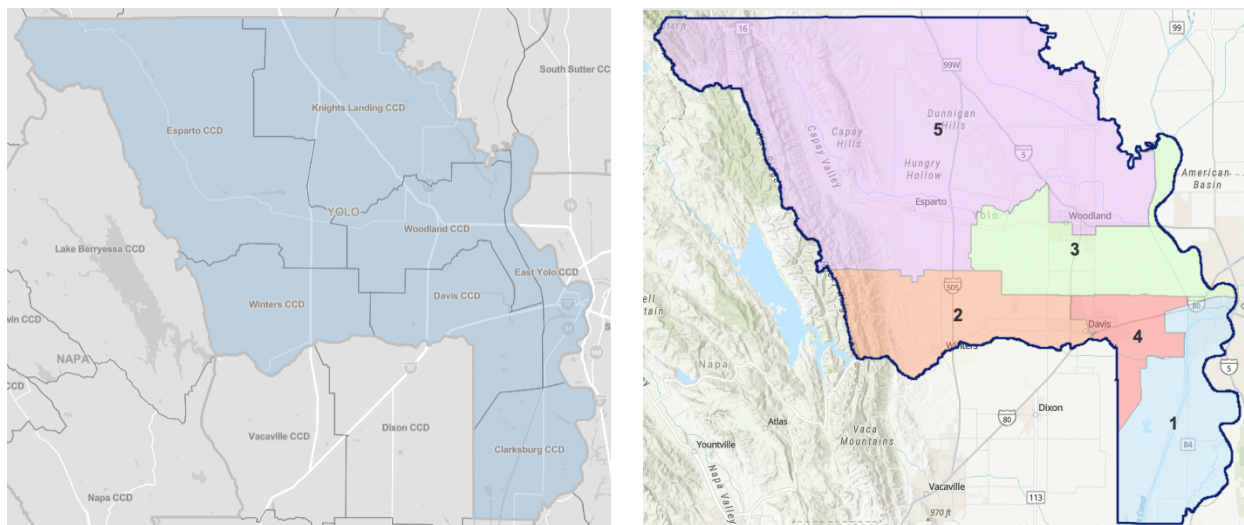 South Sutter CC
Knights Landing CCD
Esparto CCD
YOLO
Woodland CCD
Lake Berryessa CCD
East Yolo CCD
Winters CCD
Davis CCD
NAPA
CCD
Vacaville CCD
Dixon CCD
Clarksburg CCD
Napa CCD
16
99
99W
5
Dunnigan
Hills
Capay
Hills
Capay Valley
5
Hungry
Hollow
American
Basin
Esparto
Yolo
Woodland
3
505
80
2
Davis
4
Winters
Napa
5
Dixon
80
Atlas
1
Vaca
Mountains
84
Yountville
Napa Valley
Vacaville
970 ft
113